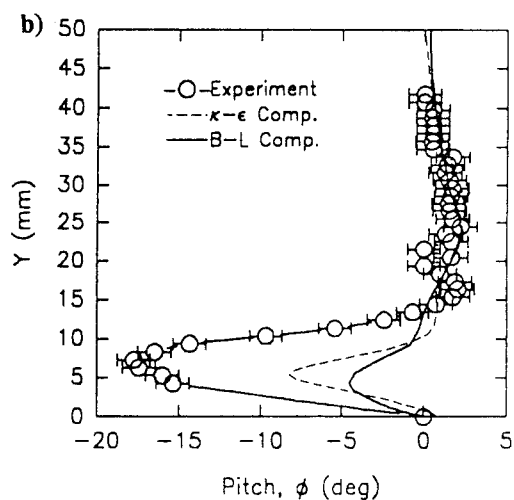 b)
50
45
40
35
30
25
20
15
10
5
0
Y (mm)
Experiment
κ-ϵ Comp.
B-L Comp.
-20 -15 -10 -5 0 5
Pitch, ϕ (deg)